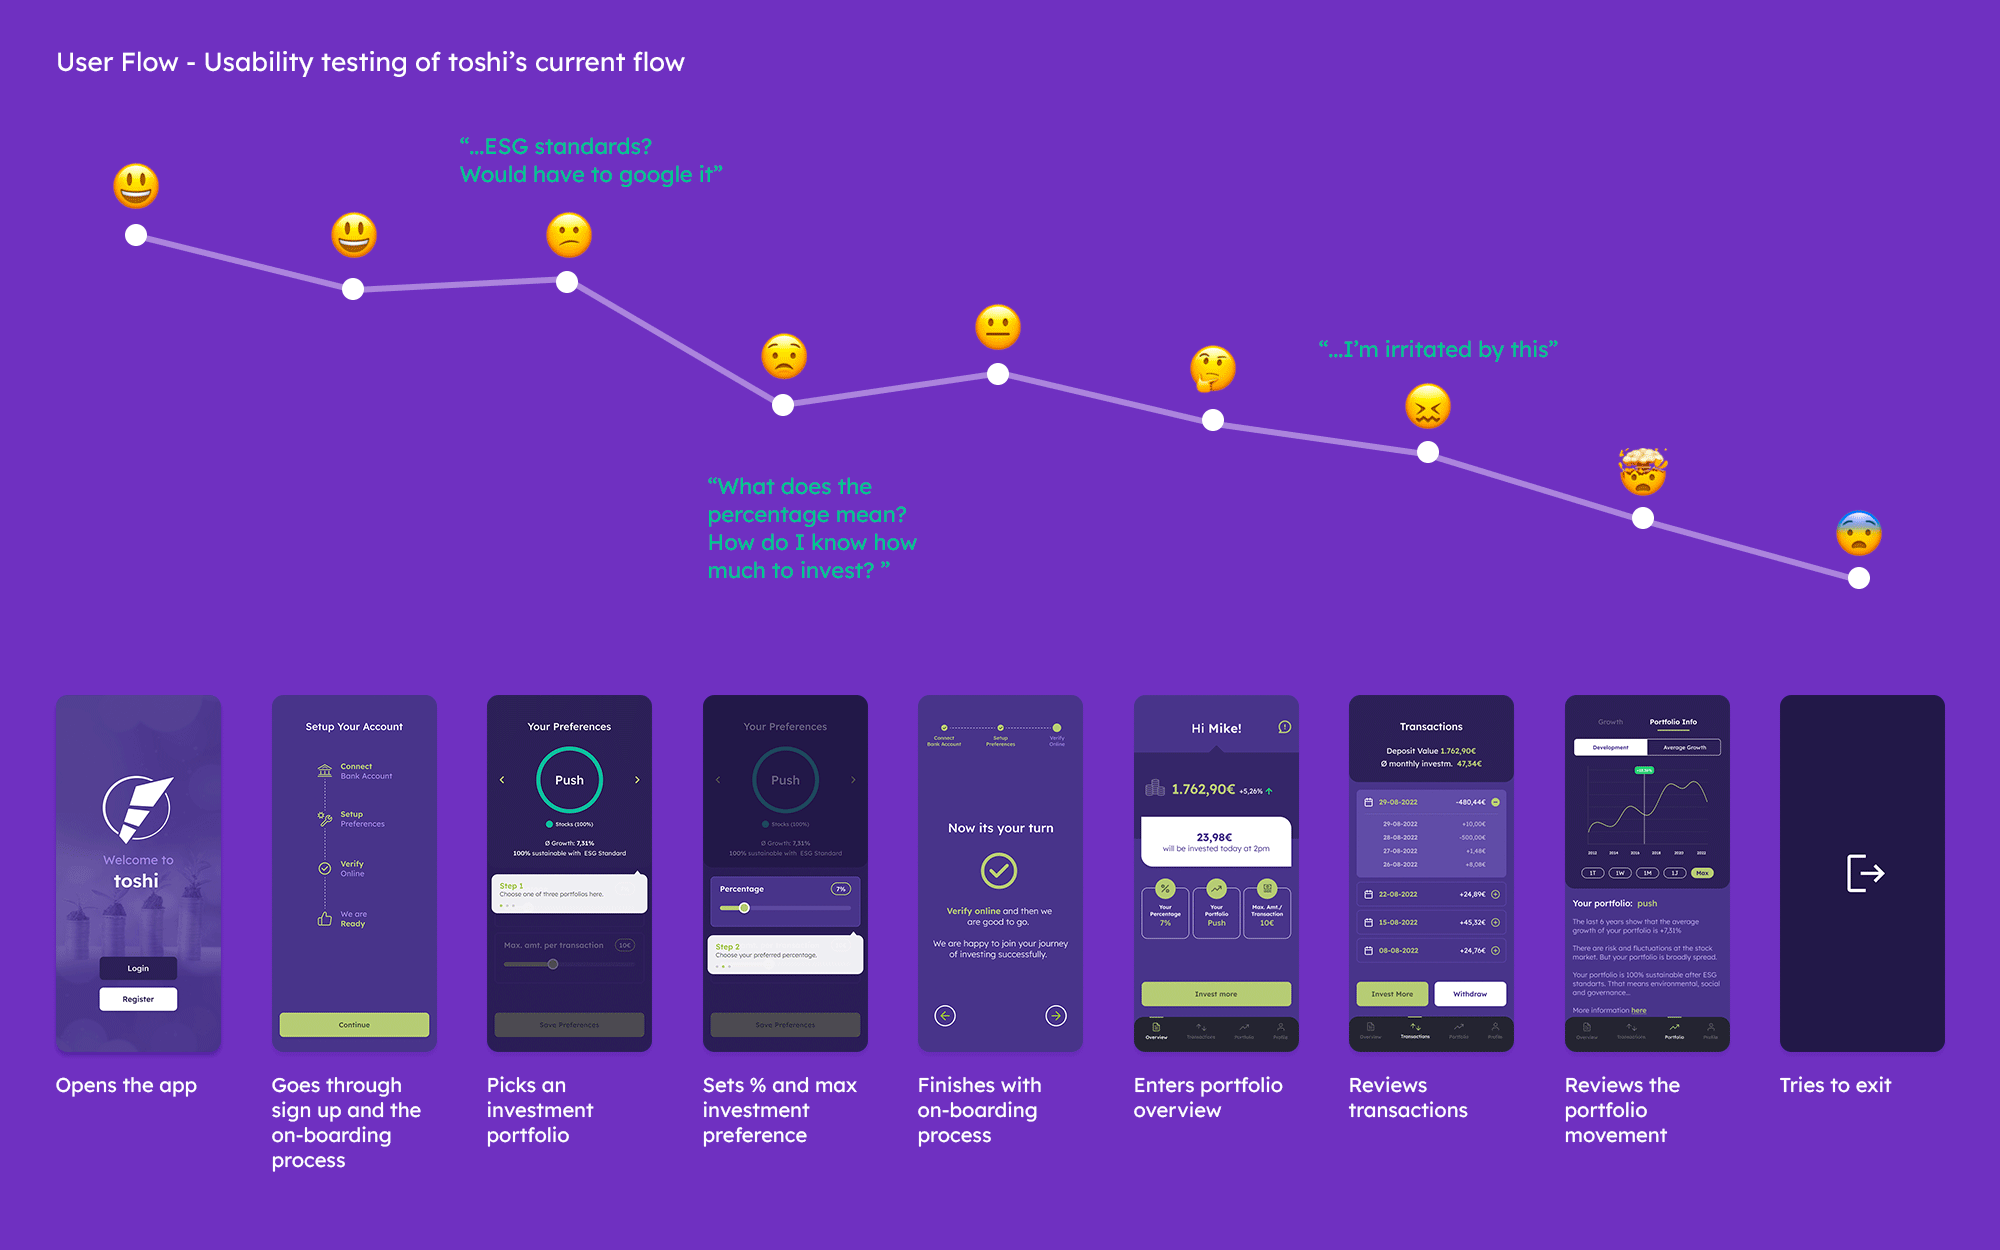 User Flow - Usability testing of toshi's current flow
“...ESG standards?
Would have to google it”
“...I'm irritated by this”
“What does the
percentage mean?
How do I know how
much to invest? ”
Welcome to
toshi
Login
Register
Opens the app
Setup Your Account
Connect
Bank Account
Setup
Preferences
Verify
Online
We are
Ready
Continue
Goes through
sign up and the
on-boarding
process
Your Preferences
Push
Stocks (100%)
Ø Growth: 7,31%
100% sustainable with ESG Standard
Step 1
Choose one of three portfolios here.
Max. amt. per transaction
10€
Save Preferences
Picks an
investment
portfolio
Your Preferences
Push
Stocks (100%)
Ø Growth: 7,31%
100% sustainable with ESG Standard
Percentage
7%
Step 2
Choose your preferred percentage.
Save Preferences
Sets % and max
investment
preference
Connect
Bank Account
Setup
Preferences
Verify
Online
Now its your turn
Verify online and then we
are good to go.
We are happy to join your journey
of investing successfully.
Finishes with
on-boarding
process
Hi Mike!
1.762,90€ +5,26%
23,98€
will be invested today at 2pm
%
Your
Percentage
7%
Your
Portfolio
Push
Max. Amt./
Transaction
10€
Invest more
Overview Transactions Portfolio Profile
Enters portfolio
overview
Transactions
Deposit Value 1.762,90€
Ø monthly investm. 47,34€
29-08-2022 -480,44€
29-08-2022 +10,00€
28-08-2022 -500,00€
27-08-2022 +1,48€
26-08-2022 +8,08€
22-08-2022 +24,89€
15-08-2022 +45,32€
08-08-2022 +24,76€
Invest More Withdraw
Overview Transactions Portfolio Profile
Reviews
transactions
Growth Portfolio Info
Development Average Growth
2012 2014 2016 2018 2020 2022
1T 1W 1M 1J Max
Your portfolio: push
The last 6 years show that the average
growth of your portfolio is +7,31%
There are risk and fluctuations at the stock
market. But your portfolio is broadly spread.
Your portfolio is 100% sustainable after ESG
standarts. Tthat means environmental, social
and governance...
More information here
Overview Transactions Portfolio Profile
Reviews the
portfolio
movement
Tries to exit